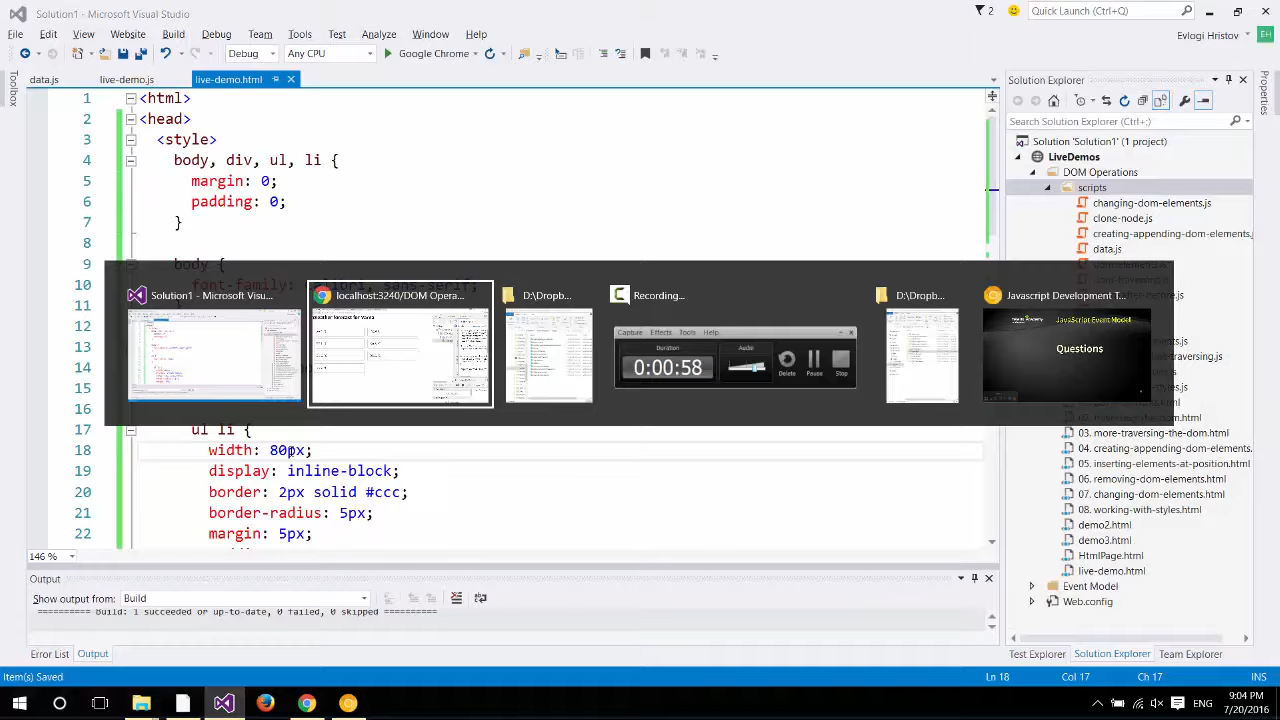 Solution1 - Microsoft Visual Studio
2
Quick Launch (Ctrl+Q)
File Edit View Website Build Debug Team Tools Test Analyze Window Help
Evlogi Hristov
EH
Debug Any CPU Google Chrome
Toolbox
data.js live-demo.js live-demo.html
1 <html>
2 <head>
3 <style>
4 body, div, ul, li {
5 margin: 0;
6 padding: 0;
7 }
8
9 body {
10
11
12
13
14
15
16
17 ul li {
18 width: 80px;
19 display: inline-block;
20 border: 2px solid #ccc;
21 border-radius: 5px;
22 margin: 5px;
Solution1 - Microsoft Visu...
localhost:3240/DOM Opera...
D:\Dropb...
Recording...
D:\Dropb...
Javascript Development T...
Capture Effects Tools Help
Duration
0:00:58
Audio
Delete Pause Stop
JavaScript Event Model
Questions
146 %
Output
Show output from: Build
========== Build: 1 succeeded or up-to-date, 0 failed, 0 skipped ==========
Error List Output
Solution Explorer
Properties
Search Solution Explorer (Ctrl+;)
Solution 'Solution1' (1 project)
LiveDemos
DOM Operations
scripts
changing-dom-elements.js
clone-node.js
creating-appending-dom-elements.
data.js
03. more-traversing-the-dom.html
04. creating-appending-dom-elements.
05. inserting-elements-at-position.html
06. removing-dom-elements.html
07. changing-dom-elements.html
08. working-with-styles.html
demo2.html
demo3.html
HtmlPage.html
live-demo.html
Event Model
Web.config
Test Explorer Solution Explorer Team Explorer
Item(s) Saved. Ln 18 Col 17 Ch 17 INS
ENG
9:04 PM
7/20/2016